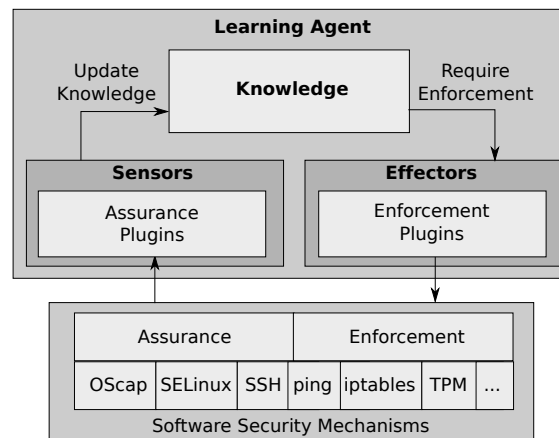 Learning Agent
Update
Knowledge
Knowledge
Require
Enforcement
Sensors
Assurance
Plugins
Effectors
Enforcement
Plugins
Assurance
Enforcement
OScap
SELinux
SSH
ping
iptables
TPM
...
Software Security Mechanisms